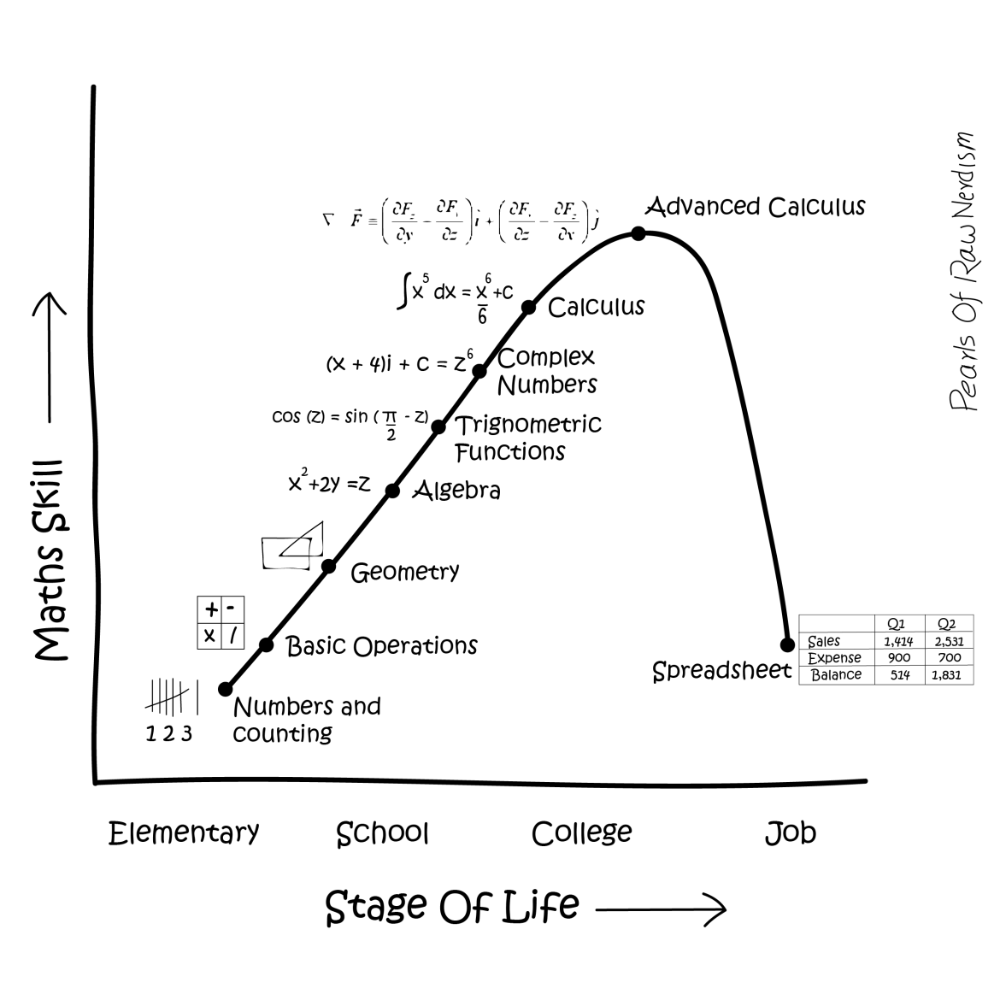 Advanced Calculus
∇ F⃗ ≡ (∂F_z/∂y - ∂F/∂z) i + (∂F/∂z - ∂F_z/∂x) j
∫x⁵ dx = x⁶/6 + c
Calculus
(x + 4)i + c = z⁶
Complex
Numbers
cos (z) = sin ( π/2 - z)
Trignometric
Functions
x²+2y =z
Algebra
Geometry
+ -
x /
Basic Operations
1 2 3
Numbers and
counting
Spreadsheet
Q1 Q2
Sales 1,414 2,531
Expense 900 700
Balance 514 1,831
Maths Skill
Elementary School College Job
Stage Of Life
Pearls Of Raw Nerdism